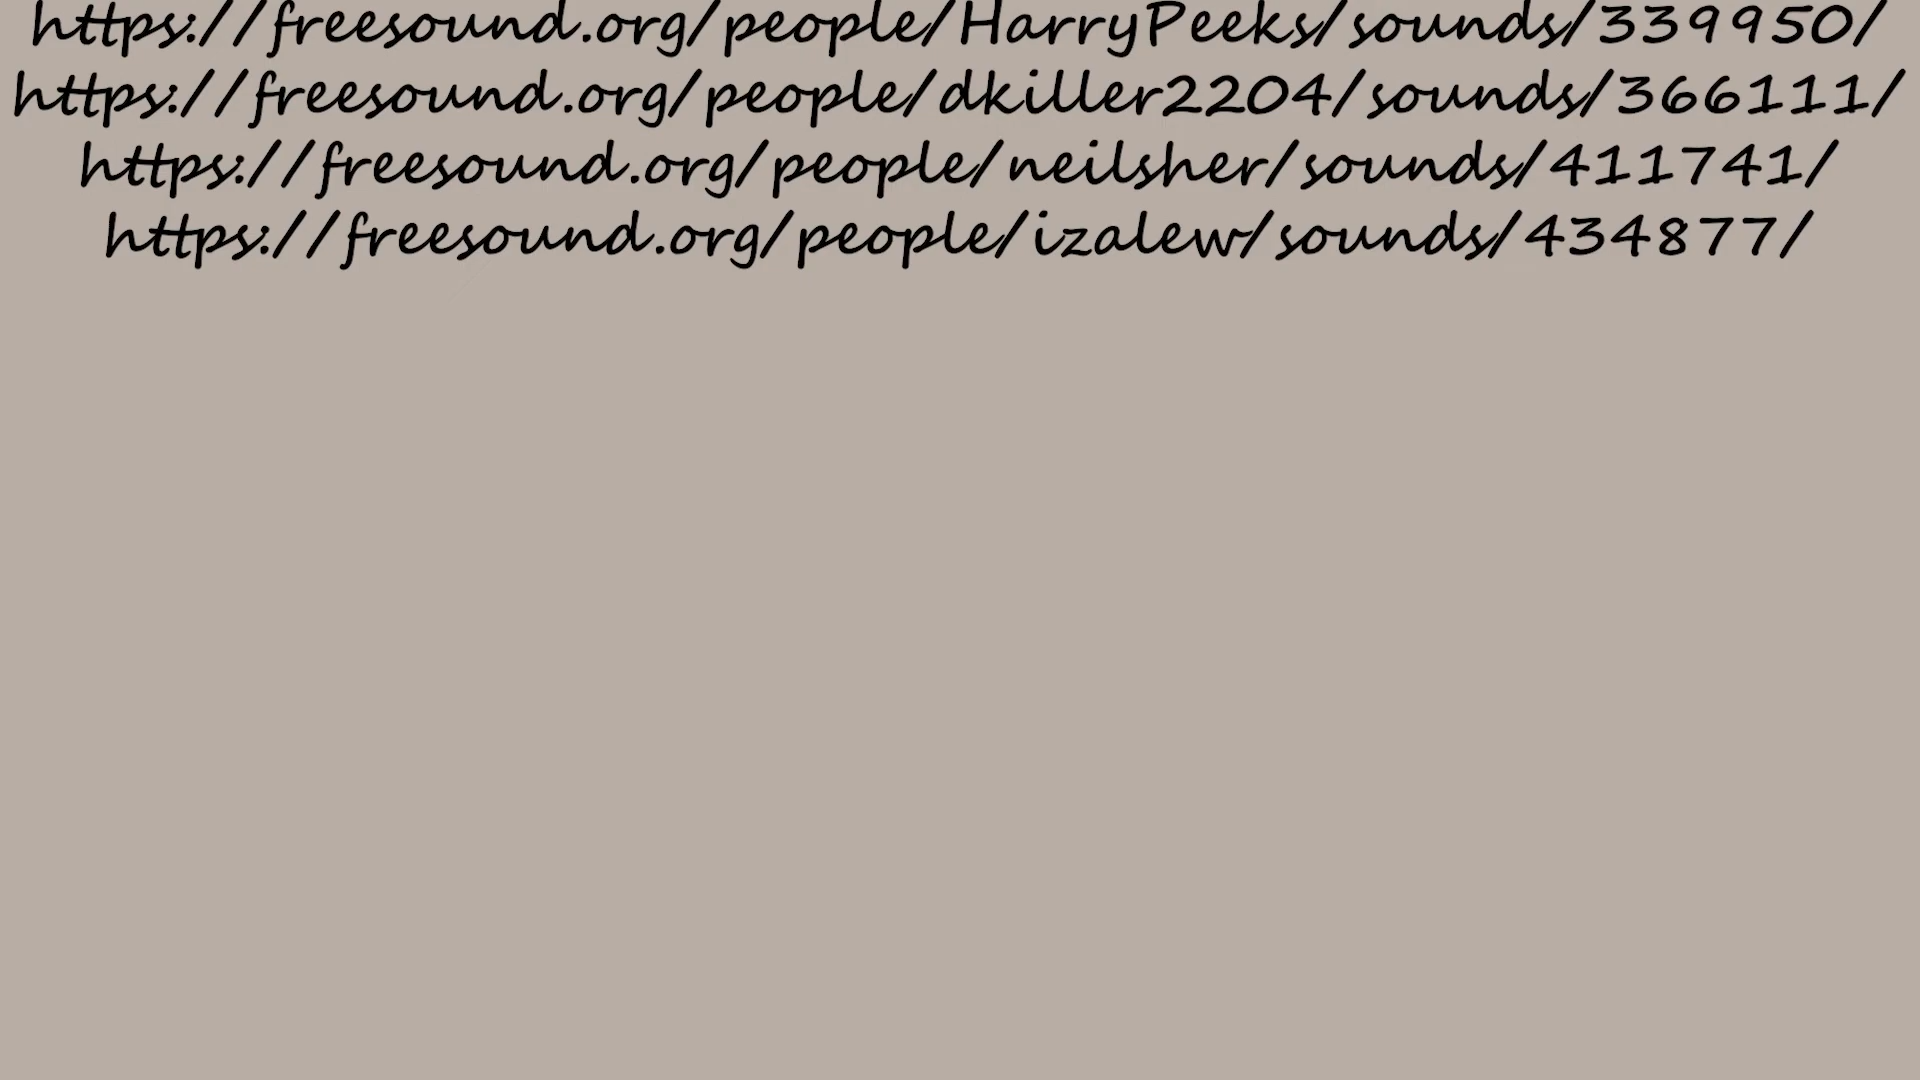 https://freesound.org/people/HarryPeeks/sounds/339950/
https://freesound.org/people/dkiller2204/sounds/366111/
https://freesound.org/people/neilsher/sounds/411741/
https://freesound.org/people/izalew/sounds/434877/